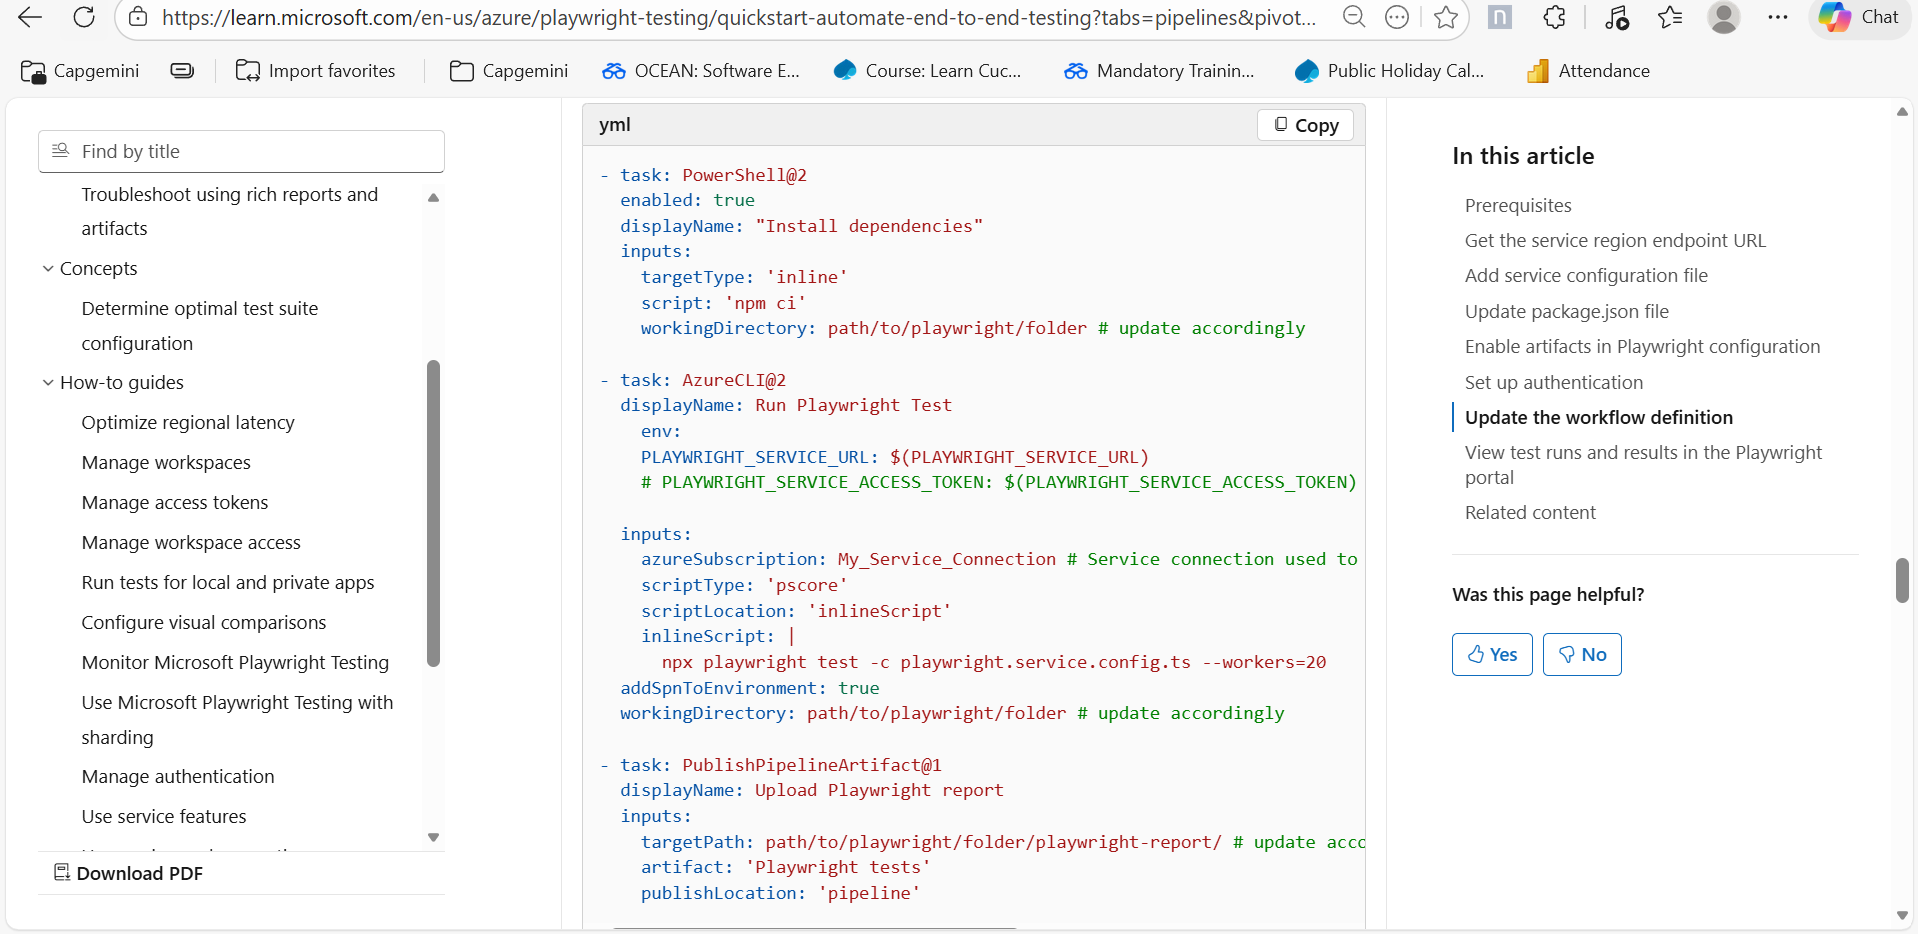 https://learn.microsoft.com/en-us/azure/playwright-testing/quickstart-automate-end-to-end-testing?tabs=pipelines&pivot...
n
Chat
Capgemini
Import favorites
Capgemini
OCEAN: Software E...
Course: Learn Cuc...
Mandatory Trainin...
Public Holiday Cal...
Attendance
Find by title
Troubleshoot using rich reports and
artifacts
Concepts
Determine optimal test suite
configuration
How-to guides
Optimize regional latency
Manage workspaces
Manage access tokens
Manage workspace access
Run tests for local and private apps
Configure visual comparisons
Monitor Microsoft Playwright Testing
Use Microsoft Playwright Testing with
sharding
Manage authentication
Use service features
Download PDF
yml
Copy
- task: PowerShell@2
  enabled: true
  displayName: "Install dependencies"
  inputs:
    targetType: 'inline'
    script: 'npm ci'
    workingDirectory: path/to/playwright/folder # update accordingly

- task: AzureCLI@2
  displayName: Run Playwright Test
    env:
    PLAYWRIGHT_SERVICE_URL: $(PLAYWRIGHT_SERVICE_URL)
    # PLAYWRIGHT_SERVICE_ACCESS_TOKEN: $(PLAYWRIGHT_SERVICE_ACCESS_TOKEN)

  inputs:
    azureSubscription: My_Service_Connection # Service connection used to
    scriptType: 'pscore'
    scriptLocation: 'inlineScript'
    inlineScript: |
      npx playwright test -c playwright.service.config.ts --workers=20
  addSpnToEnvironment: true
  workingDirectory: path/to/playwright/folder # update accordingly

- task: PublishPipelineArtifact@1
  displayName: Upload Playwright report
  inputs:
    targetPath: path/to/playwright/folder/playwright-report/ # update acco
    artifact: 'Playwright tests'
    publishLocation: 'pipeline'
In this article
Prerequisites
Get the service region endpoint URL
Add service configuration file
Update package.json file
Enable artifacts in Playwright configuration
Set up authentication
Update the workflow definition
View test runs and results in the Playwright
portal
Related content
Was this page helpful?
Yes
No